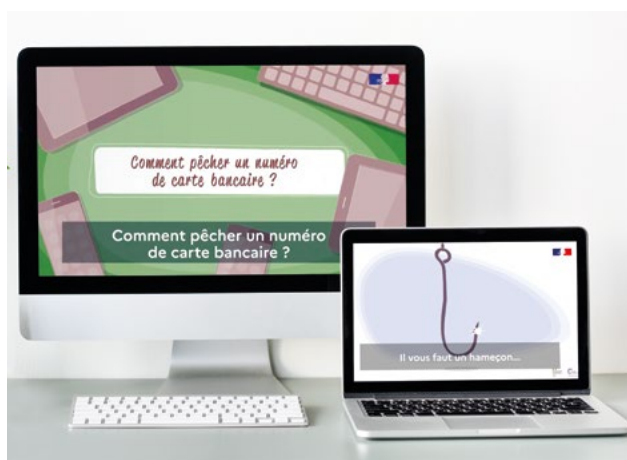 Comment pêcher un numéro
de carte bancaire ?
Comment pêcher un numéro
de carte bancaire ?
Il vous faut un hameçon...